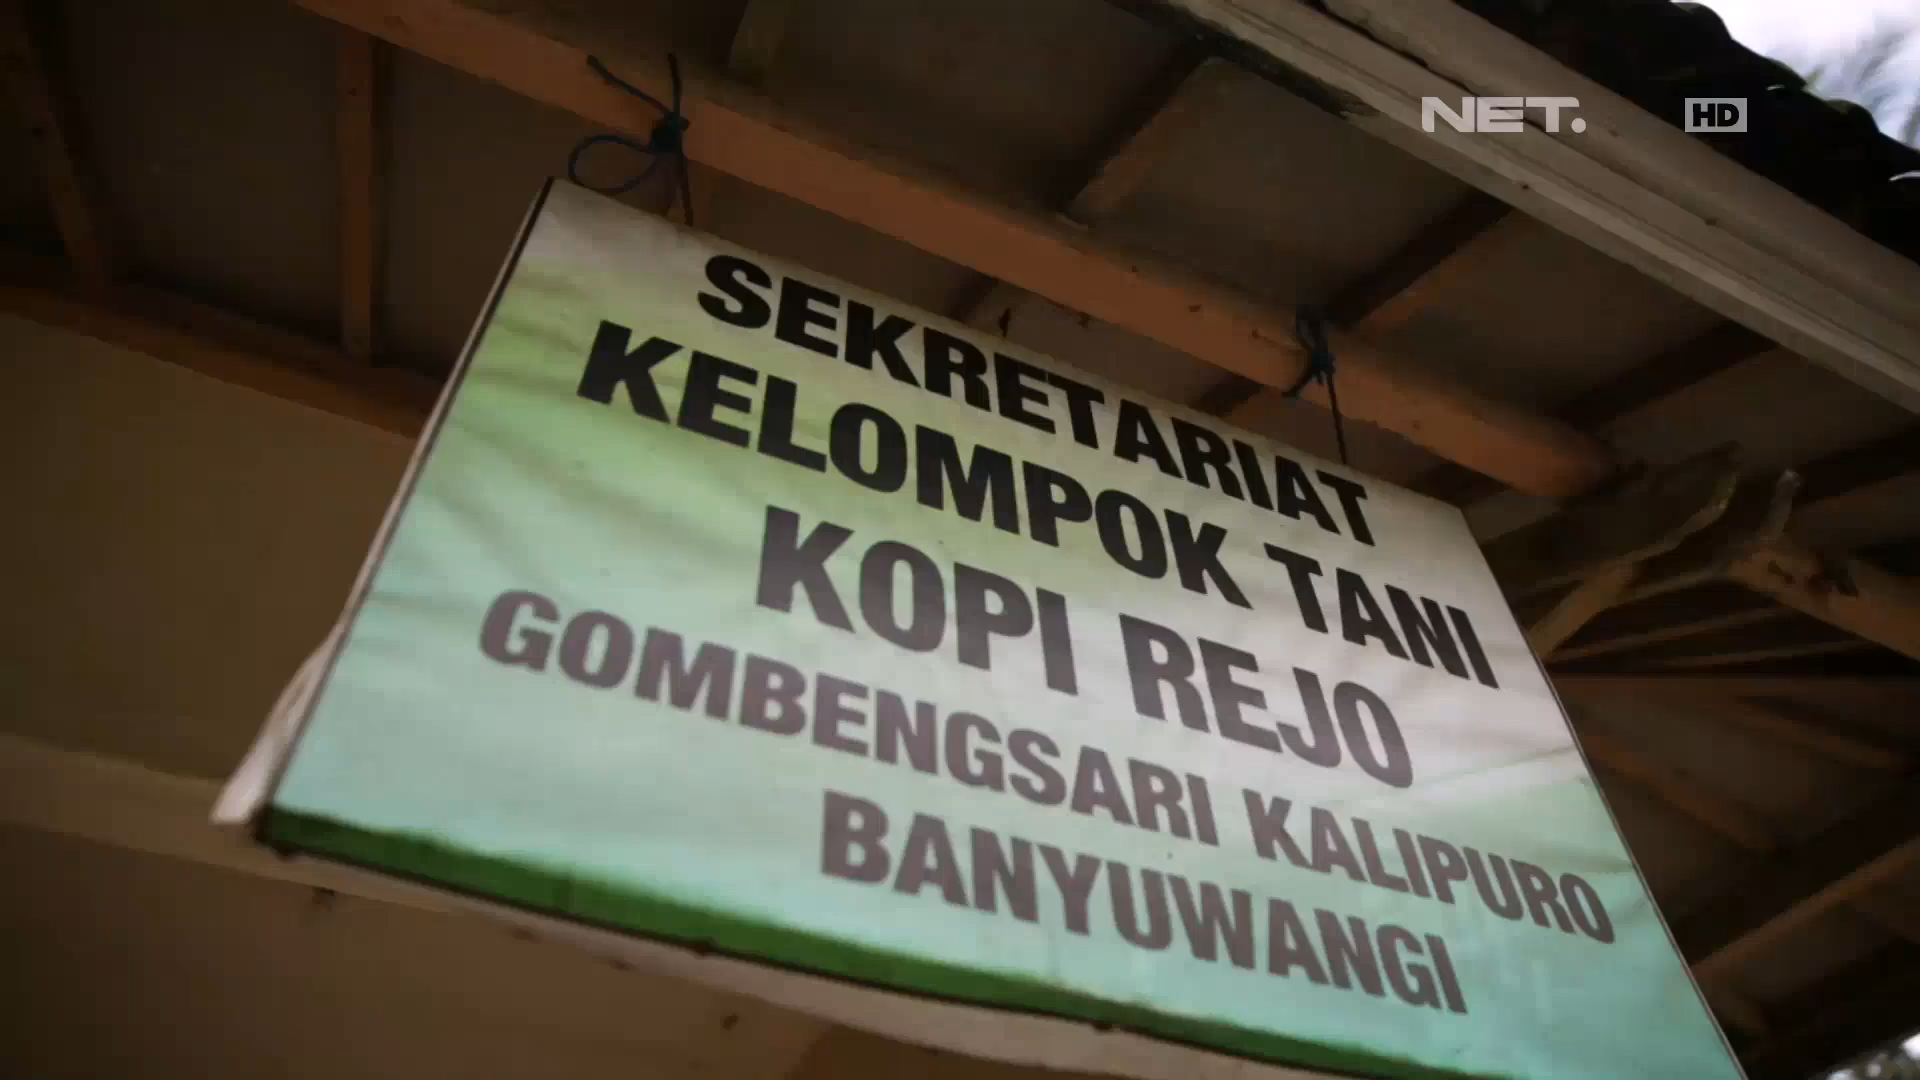 NET. HD
SEKRETARIAT
KELOMPOK TANI
KOPI REJO
GOMBENGSARI KALIPURO
BANYUWANGI